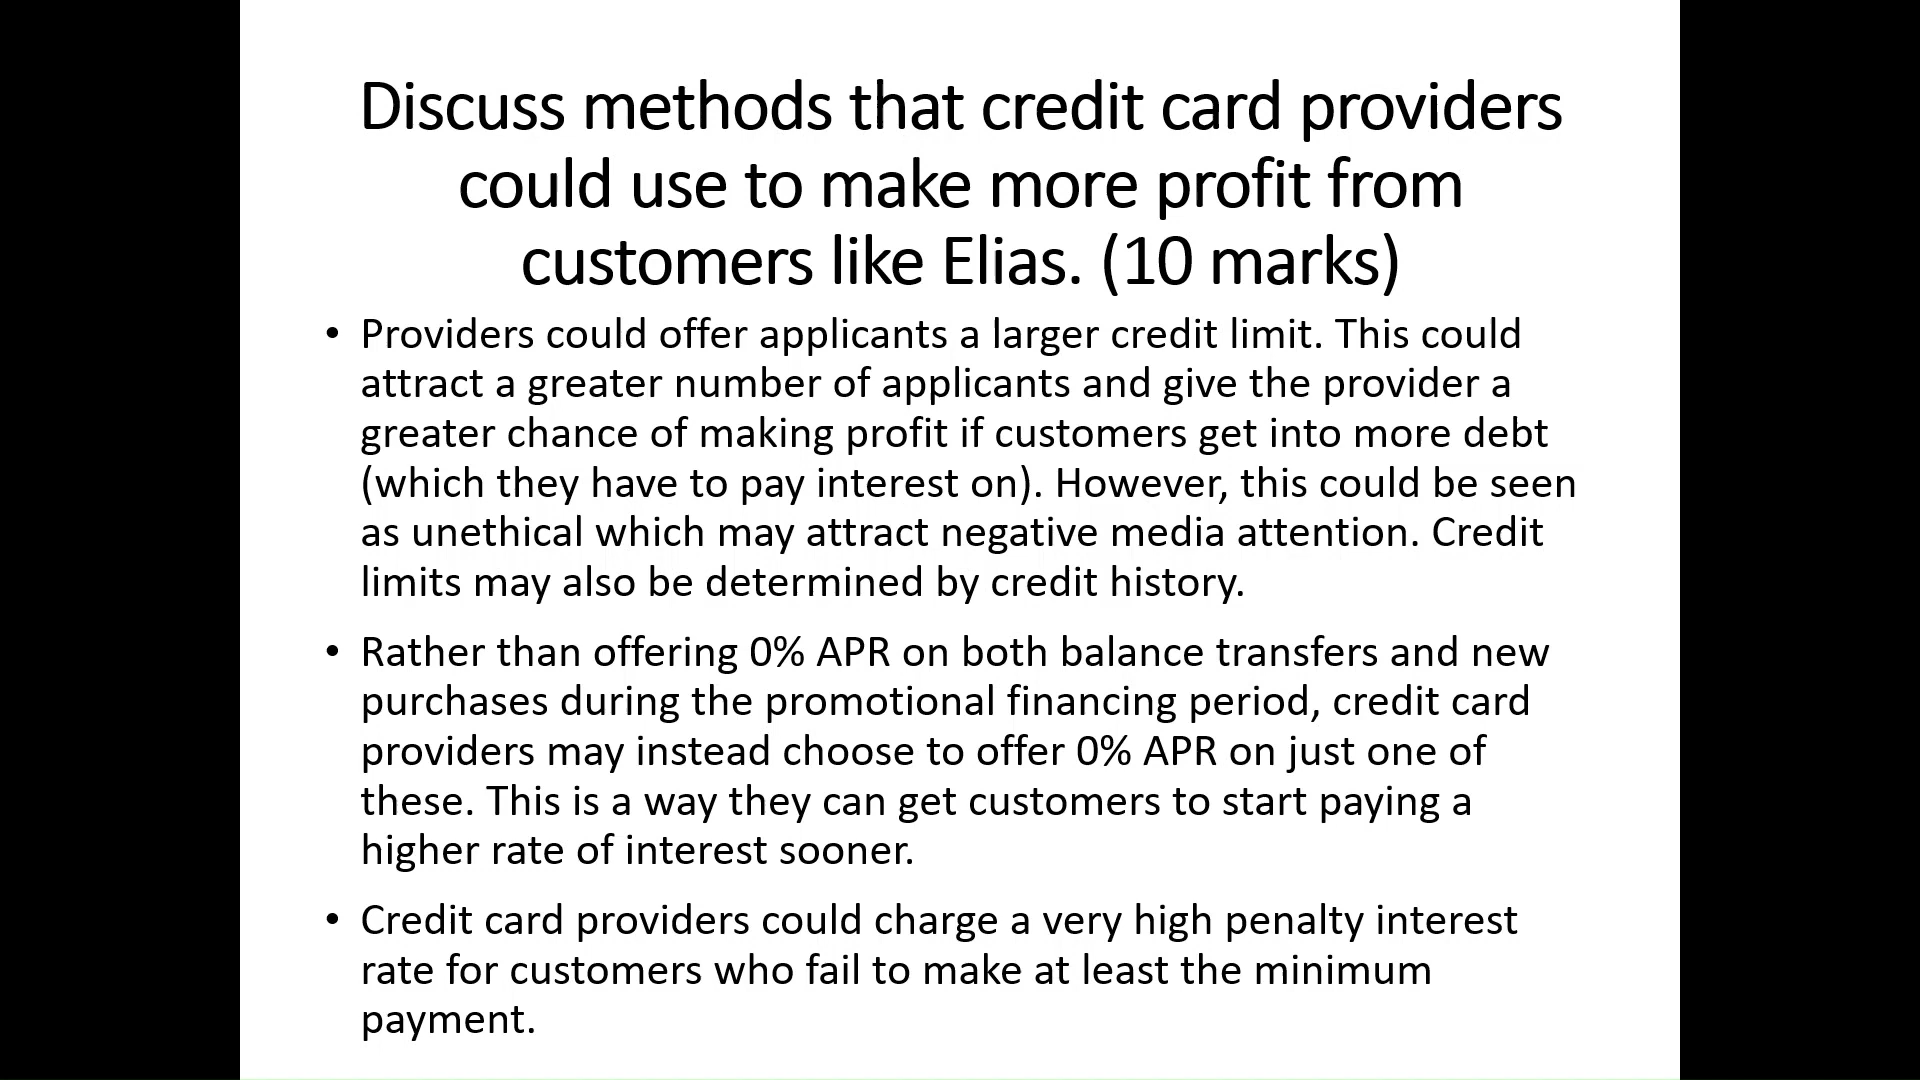 Discuss methods that credit card providers
could use to make more profit from
customers like Elias. (10 marks)
• Providers could offer applicants a larger credit limit. This could
attract a greater number of applicants and give the provider a
greater chance of making profit if customers get into more debt
(which they have to pay interest on). However, this could be seen
as unethical which may attract negative media attention. Credit
limits may also be determined by credit history.
• Rather than offering 0% APR on both balance transfers and new
purchases during the promotional financing period, credit card
providers may instead choose to offer 0% APR on just one of
these. This is a way they can get customers to start paying a
higher rate of interest sooner.
• Credit card providers could charge a very high penalty interest
rate for customers who fail to make at least the minimum
payment.